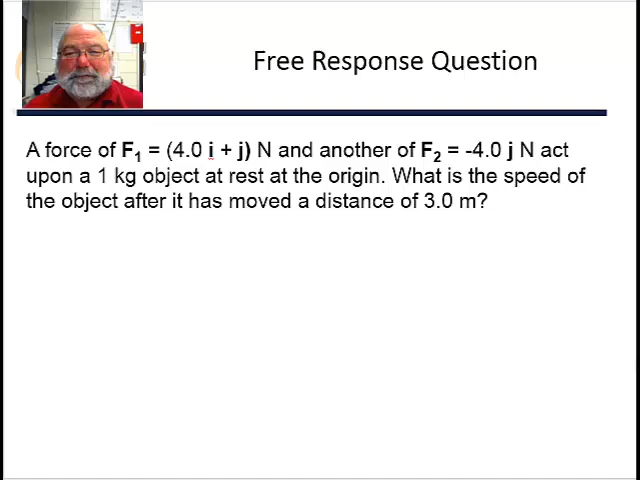 Free Response Question
A force of F1 = (4.0 i + j) N and another of F2 = -4.0 j N act
upon a 1 kg object at rest at the origin. What is the speed of
the object after it has moved a distance of 3.0 m?